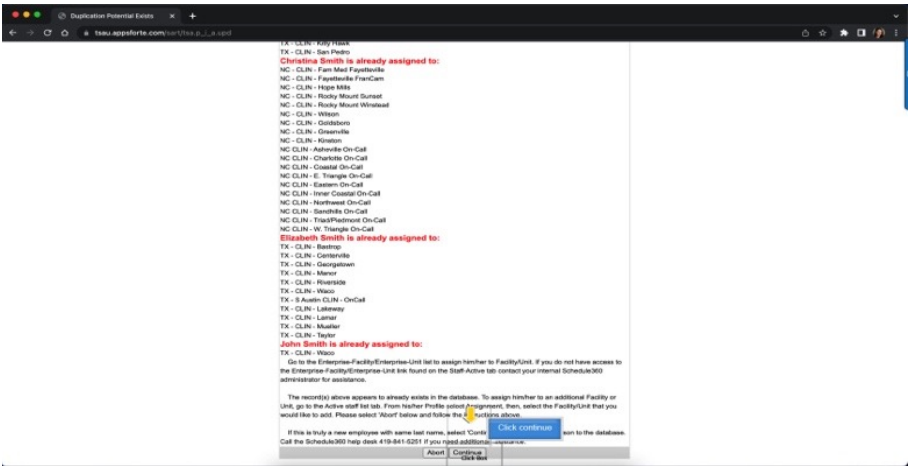 Duplication Potential Exists
tsau.appsforte.com/sart/tsa.p_i_a.upd
TX - CLIN - Kitty Hawk
TX - CLIN - San Pedro
Christina Smith is already assigned to:
NC - CLIN - Fam Med Fayetteville
NC - CLIN - Fayetteville FranCam
NC - CLIN - Hope Mills
NC - CLIN - Rocky Mount Sunset
NC - CLIN - Rocky Mount Winstead
NC - CLIN - Wilson
NC - CLIN - Goldsboro
NC - CLIN - Greenville
NC - CLIN - Kinston
NC CLIN - Asheville On-Call
NC CLIN - Charlotte On-Call
NC CLIN - Coastal On-Call
NC CLIN - E. Triangle On-Call
NC CLIN - Eastern On-Call
NC CLIN - Inner Coastal On-Call
NC CLIN - Northwest On-Call
NC CLIN - Sandhills On-Call
NC CLIN - Triad/Piedmont On-Call
NC CLIN - W. Triangle On-Call
Elizabeth Smith is already assigned to:
TX - CLIN - Bastrop
TX - CLIN - Centerville
TX - CLIN - Georgetown
TX - CLIN - Manor
TX - CLIN - Riverside
TX - CLIN - Waco
TX - S Austin CLIN - OnCall
TX - CLIN - Lakeway
TX - CLIN - Lamar
TX - CLIN - Mueller
TX - CLIN - Taylor
John Smith is already assigned to:
TX - CLIN - Waco
Go to the Enterprise-Facility/Enterprise-Unit list to assign him/her to Facility/Unit. If you do not have access to
the Enterprise-Facility/Enterprise-Unit link found on the Staff-Active tab contact your internal Schedule360
administrator for assistance.
The record(s) above appears to already exists in the database. To assign him/her to an additional Facility or
Unit, go to the Active staff list tab. From his/her Profile select Assignment, then, select the Facility/Unit that you
would like to add. Please select 'Abort' below and follow the instructions above.
If this is truly a new employee with same last name, select 'Contin son to the database.
Call the Schedule360 help desk 419-841-5251 if you need additional assistance.
Click continue
Abort Continue
Click Box